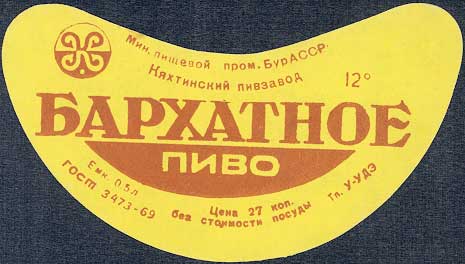 Мин. пищевой пром. БурАССР
Кяхтинский пивзавод
12°
БАРХАТНОЕ
ПИВО
Емк. 0,5 л
ГОСТ 3473-69
Цена 27 коп.
без стоимости посуды
Тп. У-УДЭ